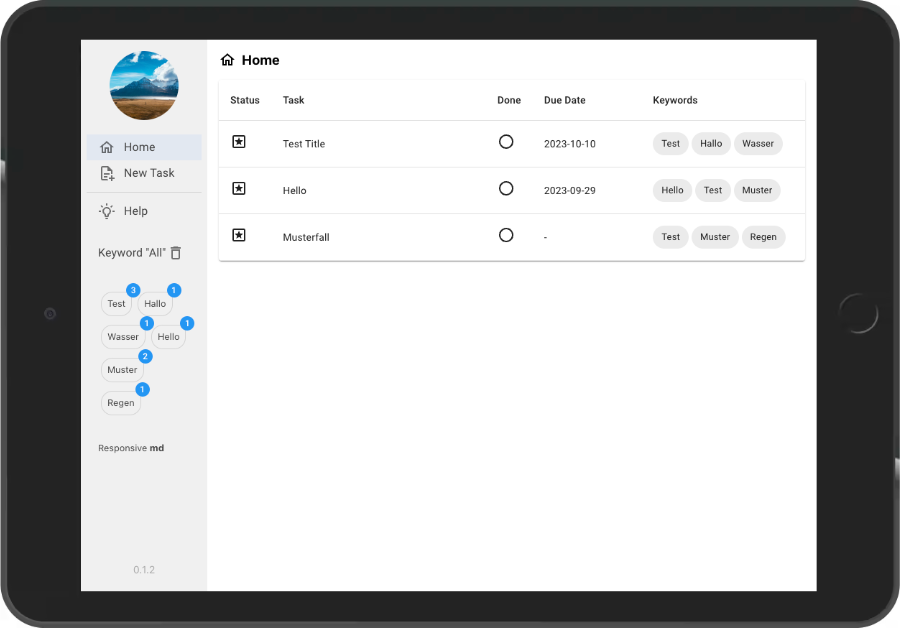 Home
New Task
Help
Keyword "All"
Test 3 Hallo 1
Wasser 1 Hello 1
Muster 2
Regen 1
Responsive md
0.1.2
Home
Status Task Done Due Date Keywords
Test Title 2023-10-10 Test Hallo Wasser
Hello 2023-09-29 Hello Test Muster
Musterfall - Test Muster Regen